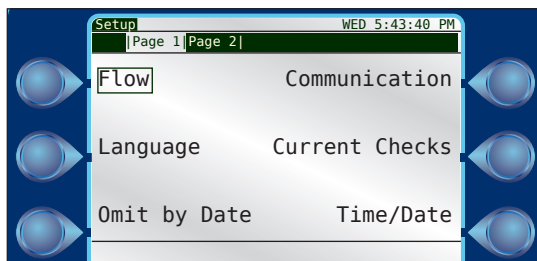 Setup WED 5:43:40 PM
|Page 1|Page 2|
Flow Communication
Language Current Checks
Omit by Date Time/Date